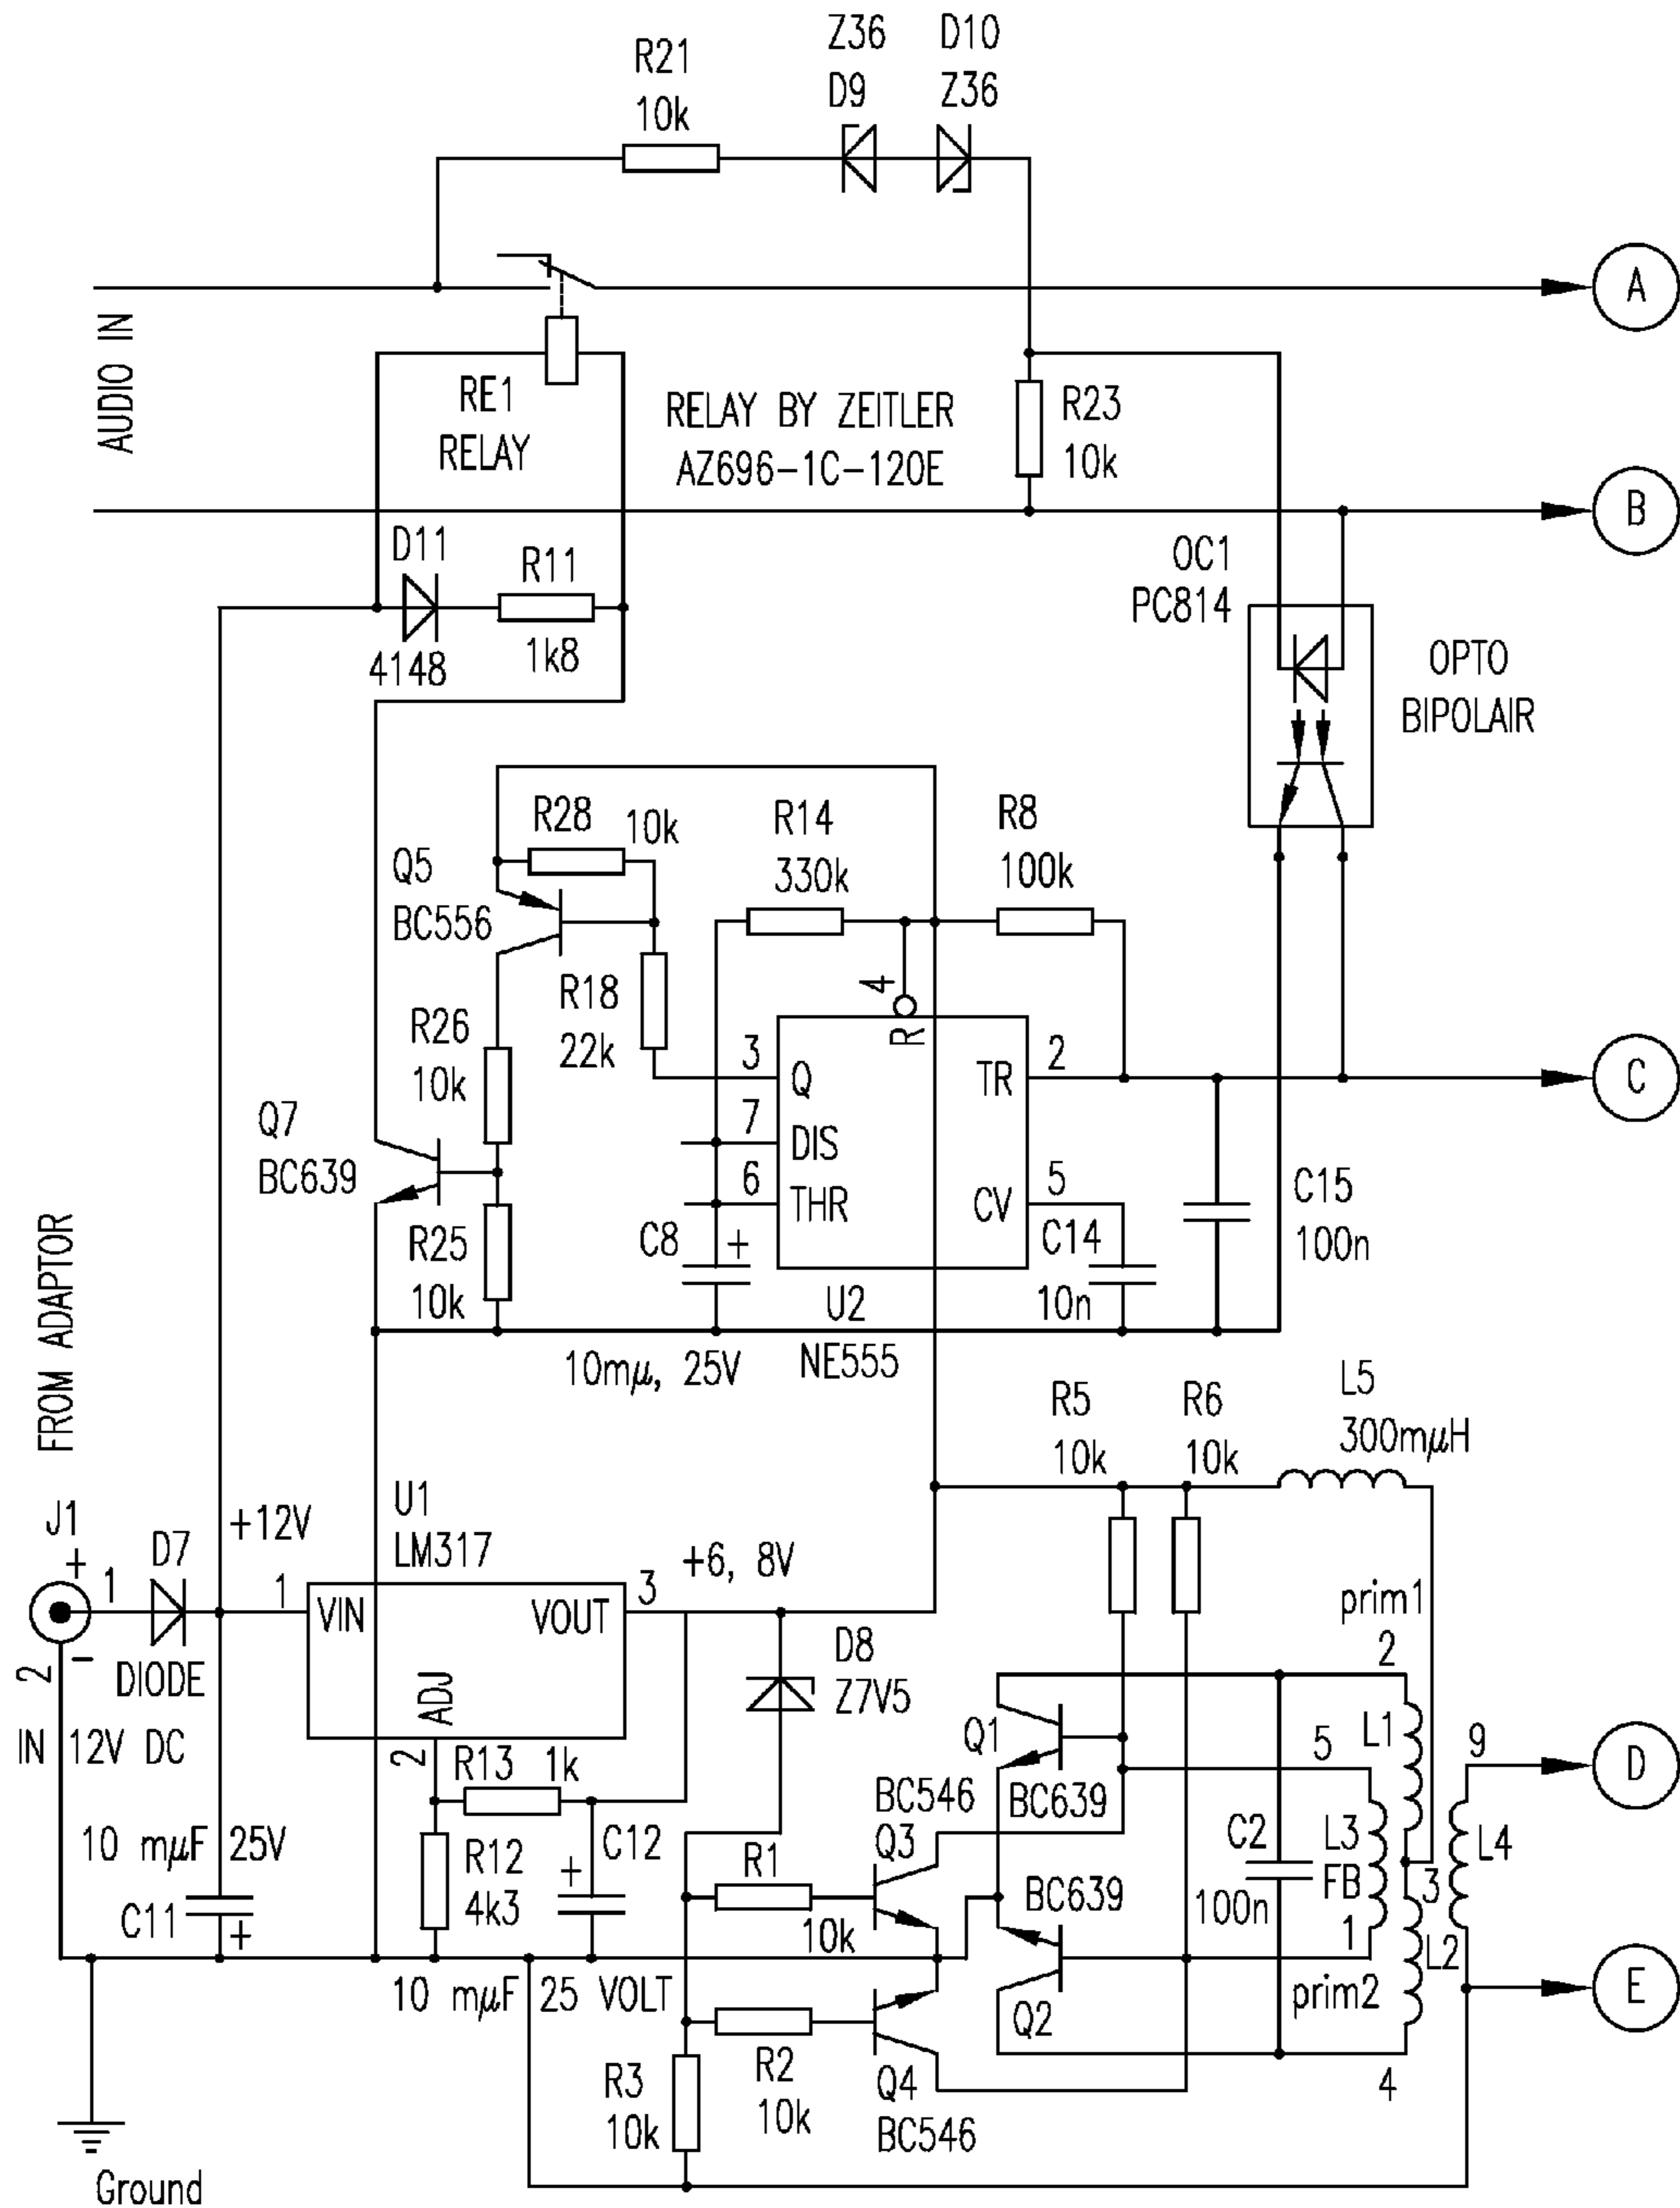 Z36
D10
R21
D9
Z36
10k
A
AUDIO IN
RE1
RELAY
RELAY BY ZEITLER
AZ696-1C-120E
R23
10k
B
D11
R11
OC1
PC814
4148
1k8
OPTO
BIPOLAIR
R28
10k
R14
330k
R8
100k
Q5
BC556
R18
22k
4
R
R26
10k
3
Q
TR
2
C
Q7
BC639
7
DIS
6
THR
5
CV
C15
100n
R25
10k
C8
+
C14
10n
U2
NE555
10mµ, 25V
FROM ADAPTOR
R5
10k
R6
10k
L5
300mµH
J1
+
1
D7
+12V
U1
LM317
+6, 8V
1
VIN
VOUT
3
prim1
2
2
-
DIODE
ADJ
D8
Z7V5
IN 12V DC
2
R13
1k
Q1
BC639
5
L1
9
D
BC546
Q3
10 mµF 25V
C11
+
R12
4k3
C12
+
R1
10k
BC639
C2
100n
L3
FB
3
L4
1
L2
10 mµF 25 VOLT
Q2
prim2
E
R3
10k
R2
10k
Q4
BC546
4
Ground